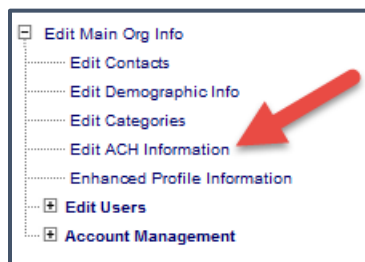 Edit Main Org Info
Edit Contacts
Edit Demographic Info
Edit Categories
Edit ACH Information
Enhanced Profile Information
Edit Users
Account Management